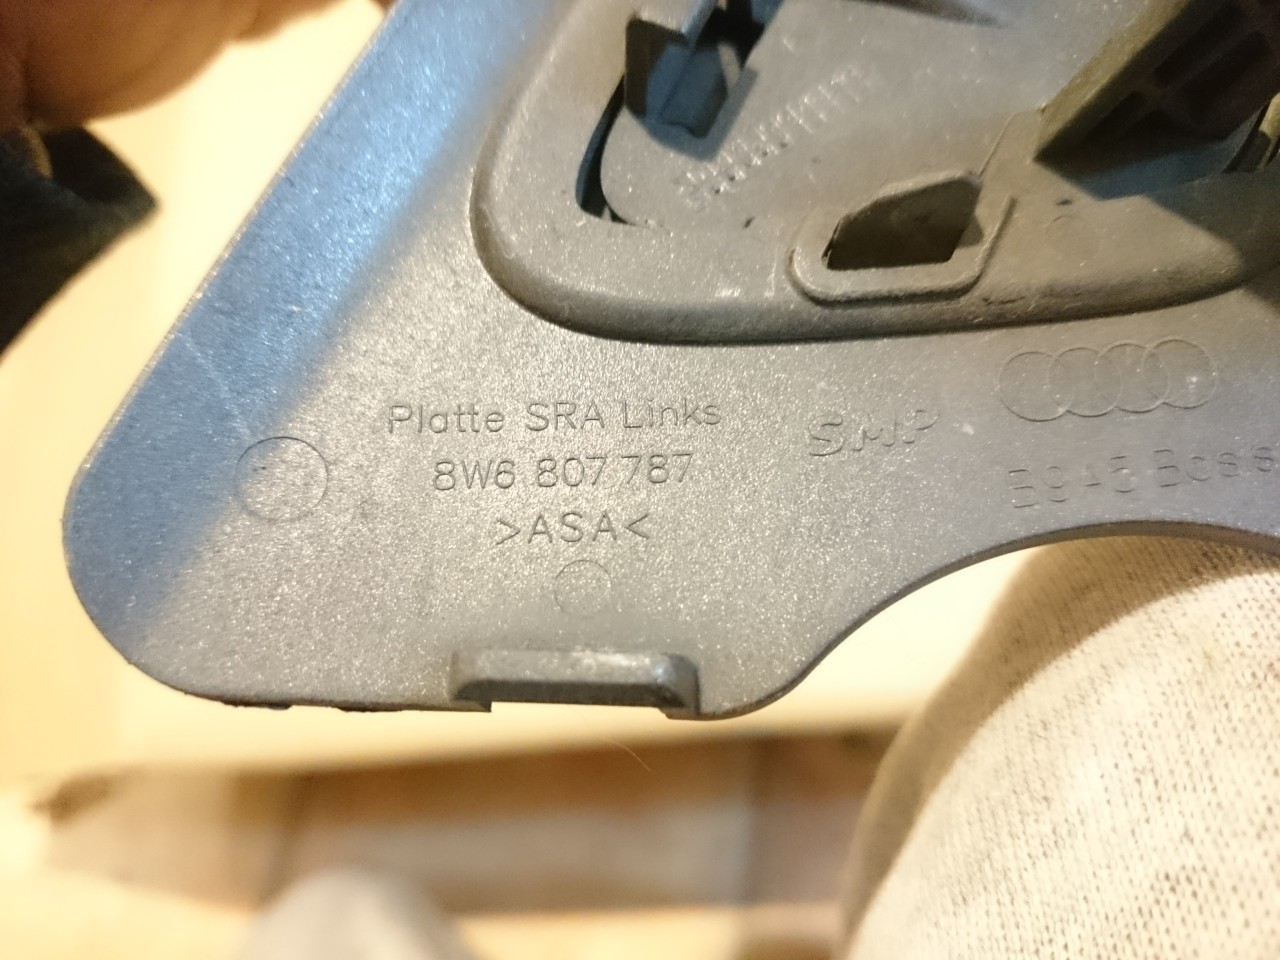 Platte SRA Links
8W6 807 787
>ASA<
SMP